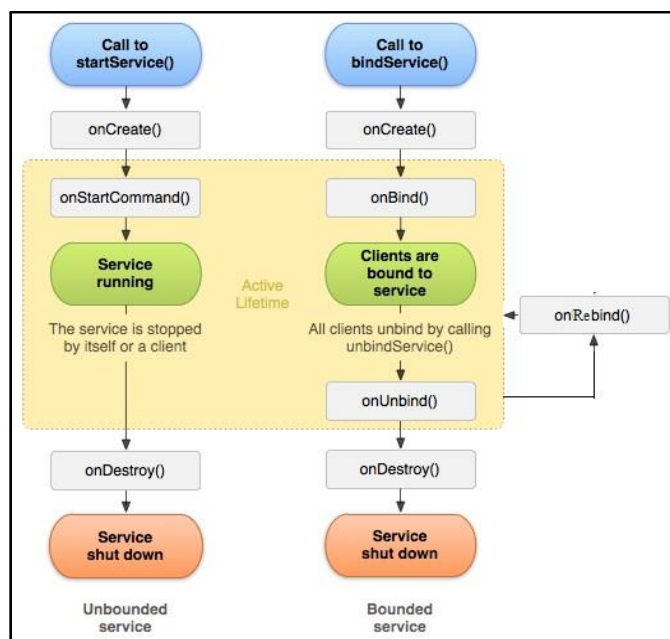 Call to
startService()
onCreate()
onStartCommand()
Service
running
The service is stopped
by itself or a client
onDestroy()
Service
shut down
Unbounded
service
Active
Lifetime
Call to
bindService()
onCreate()
onBind()
Clients are
bound to
service
All clients unbind by calling
unbindService()
onUnbind()
onRebind()
onDestroy()
Service
shut down
Bounded
service